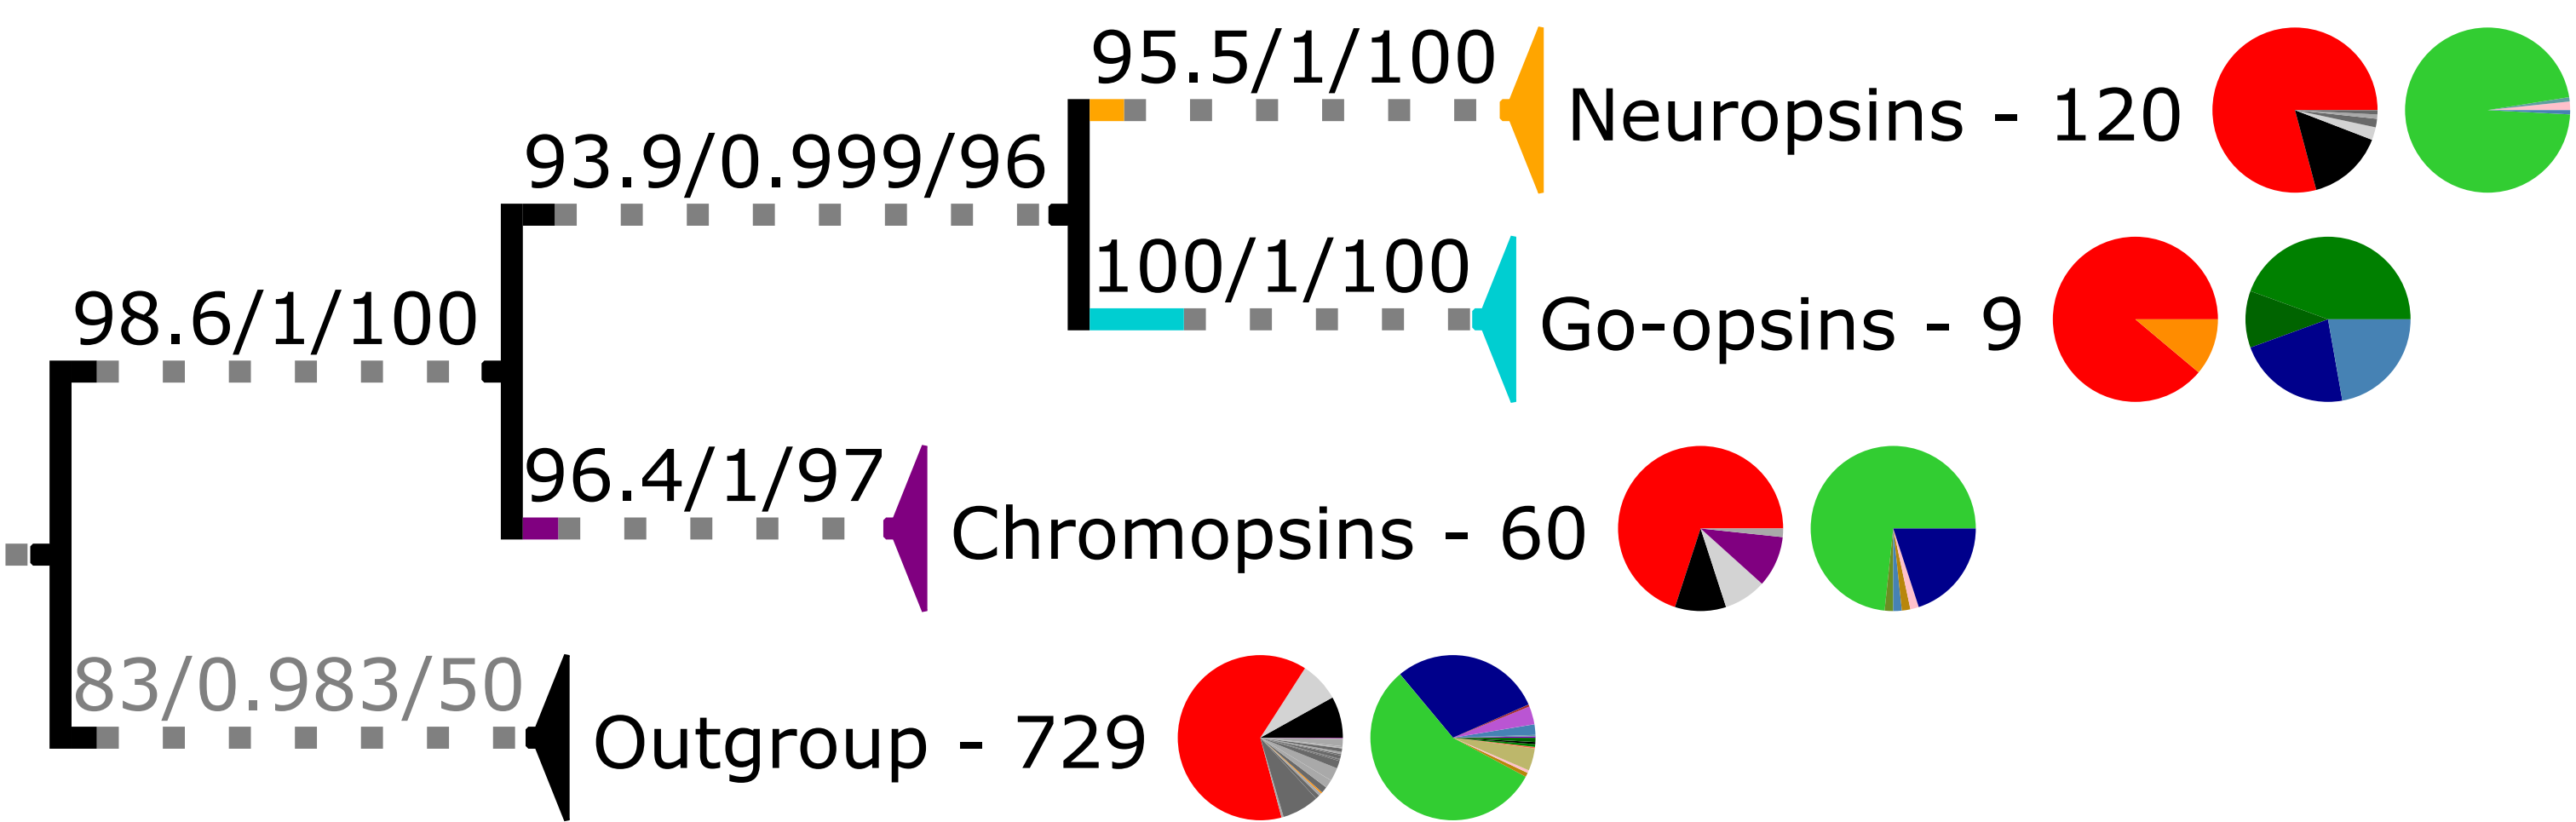 95.5/1/100
Neuropsins - 120
93.9/0.999/96
100/1/100
Go-opsins - 9
98.6/1/100
96.4/1/97
Chromopsins - 60
83/0.983/50
Outgroup - 729